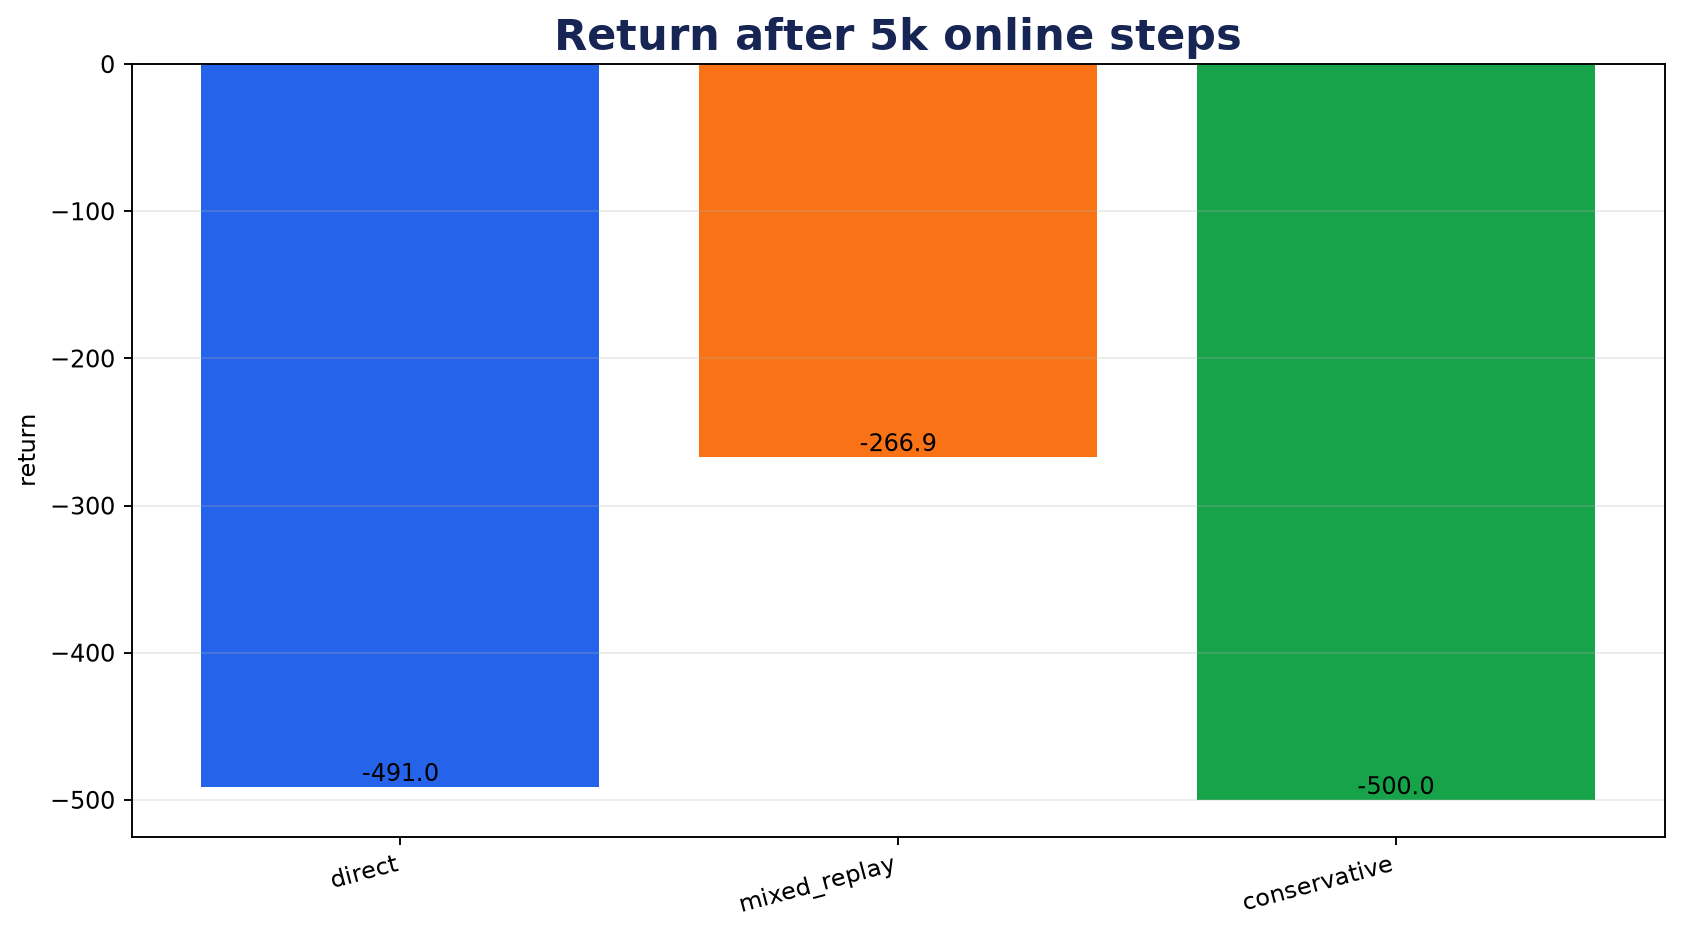 Return after 5k online steps
0
−100
−200
−300
−400
−500
return
-491.0
-266.9
-500.0
direct
mixed_replay
conservative